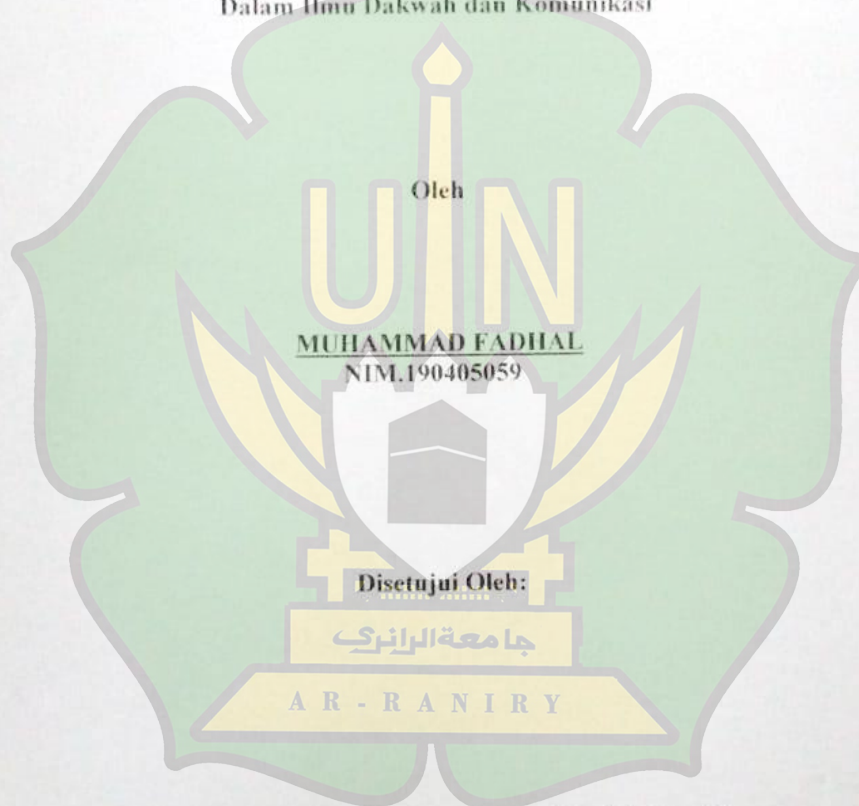 Dalam Ilmu Dakwah dan Komunikasi
Oleh
UIN
MUHAMMAD FADHAL
NIM.190405059
Disetujui Oleh:
جامعةالرانري
AR-RANIRY